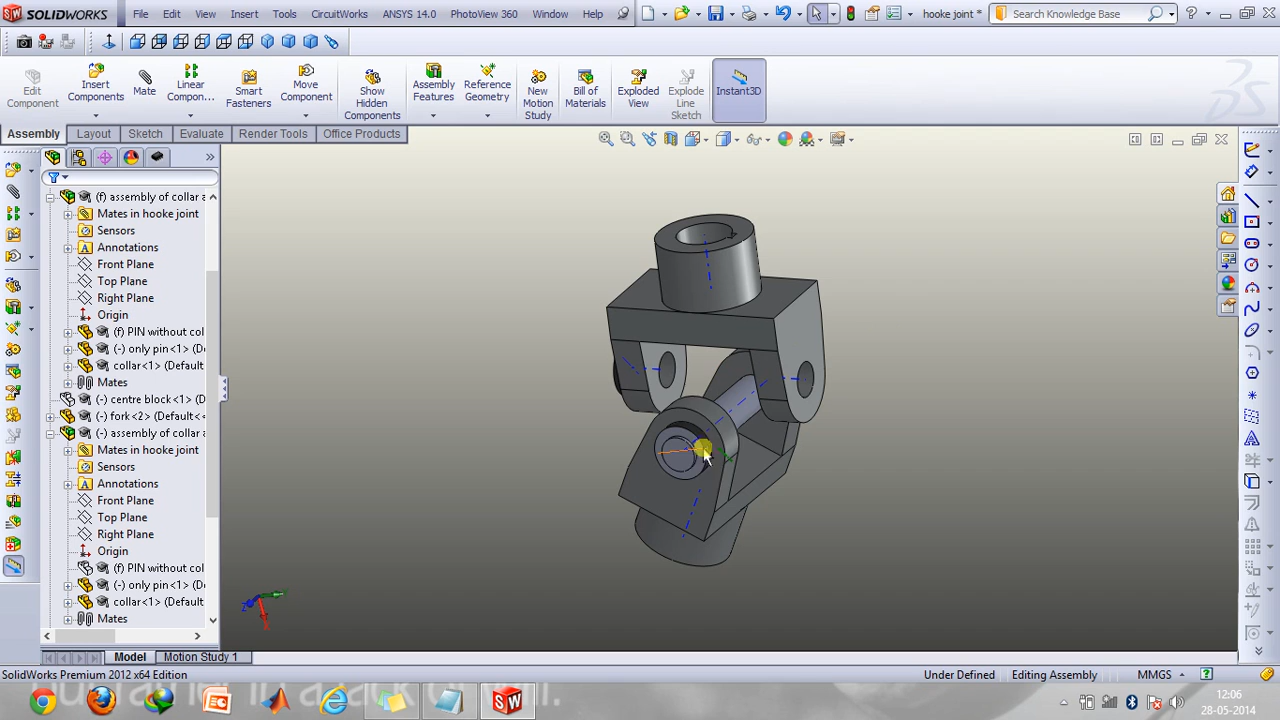 SOLIDWORKS File Edit View Insert Tools CircuitWorks ANSYS 14.0 PhotoView 360 Window Help hooke joint * Search Knowledge Base
Edit Component
Insert Components
Mate
Linear Compon...
Smart Fasteners
Move Component
Show Hidden Components
Assembly Features
Reference Geometry
New Motion Study
Bill of Materials
Exploded View
Explode Line Sketch
Instant3D
Assembly Layout Sketch Evaluate Render Tools Office Products
(f) assembly of collar a
Mates in hooke joint
Sensors
Annotations
Front Plane
Top Plane
Right Plane
Origin
(f) PIN without col
(-) only pin<1> (De
collar<1> (Default
Mates
(-) centre block<1> (D
(-) fork<2> (Default<
(-) assembly of collar a
Mates in hooke joint
Sensors
Annotations
Front Plane
Top Plane
Right Plane
Origin
(f) PIN without col
(-) only pin<1> (De
collar<1> (Default
Mates
Model Motion Study 1
SolidWorks Premium 2012 x64 Edition Under Defined Editing Assembly MMGS
12:06
28-05-2014